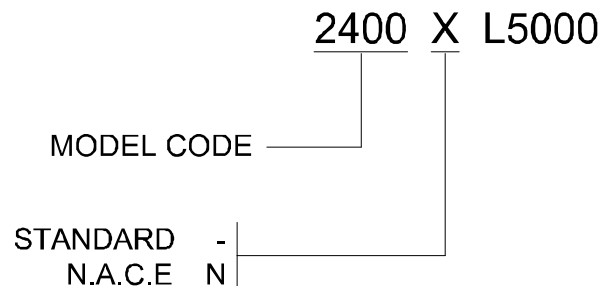 2400 X L5000
MODEL CODE
STANDARD -
N.A.C.E N